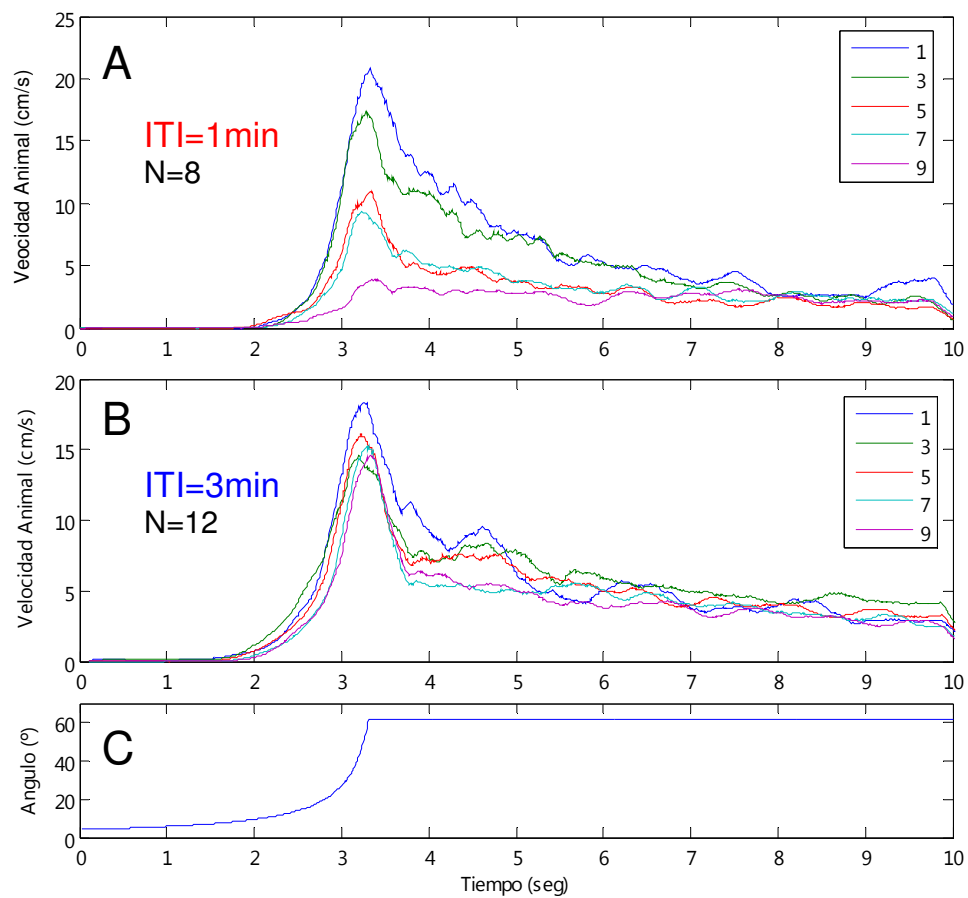 25
20
15
10
5
0
Veocidad Animal (cm/s)
A
ITI=1min
N=8
1
3
5
7
9
0 1 2 3 4 5 6 7 8 9 10
20
15
10
5
0
Velocidad Animal (cm/s)
B
ITI=3min
N=12
1
3
5
7
9
0 1 2 3 4 5 6 7 8 9 10
60
40
20
0
Angulo (º)
C
0 1 2 3 4 5 6 7 8 9 10
Tiempo (seg)